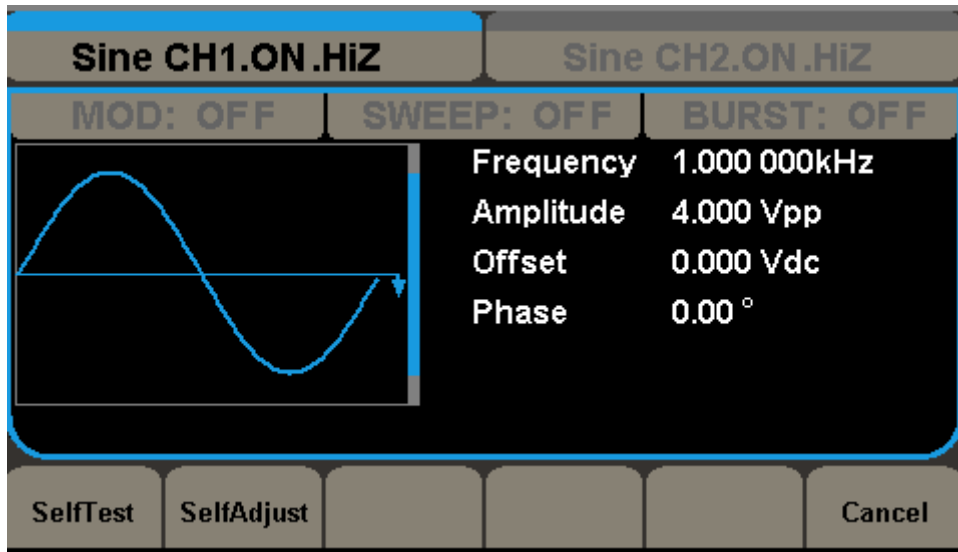 Sine CH1.ON.HiZ Sine CH2.ON.HiZ
MOD: OFF SWEEP: OFF BURST: OFF
Frequency 1.000 000kHz
Amplitude 4.000 Vpp
Offset 0.000 Vdc
Phase 0.00 °
SelfTest SelfAdjust Cancel